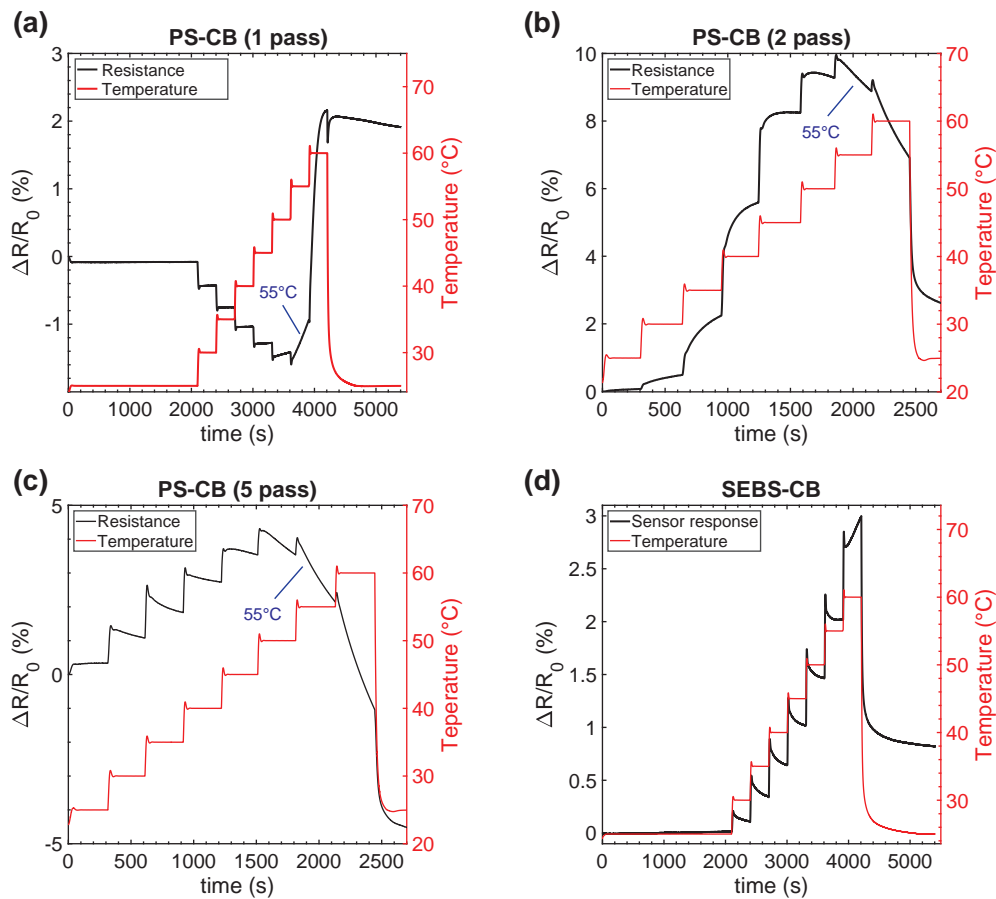 (a)
PS-CB (1 pass)
Resistance
Temperature
55°C
ΔR/R0 (%)
3
2
1
0
-1
Temperature (°C)
70
60
50
40
30
0 1000 2000 3000 4000 5000
time (s)
(b)
PS-CB (2 pass)
Resistance
Temperature
55°C
ΔR/R0 (%)
10
8
6
4
2
0
Teperature (°C)
70
60
50
40
30
20
0 500 1000 1500 2000 2500
time (s)
(c)
PS-CB (5 pass)
Resistance
Temperature
55°C
ΔR/R0 (%)
5
0
-5
Teperature (°C)
70
60
50
40
30
20
0 500 1000 1500 2000 2500
time (s)
(d)
SEBS-CB
Sensor response
Temperature
ΔR/R0 (%)
3
2.5
2
1.5
1
0.5
0
Temperature (°C)
70
60
50
40
30
0 1000 2000 3000 4000 5000
time (s)